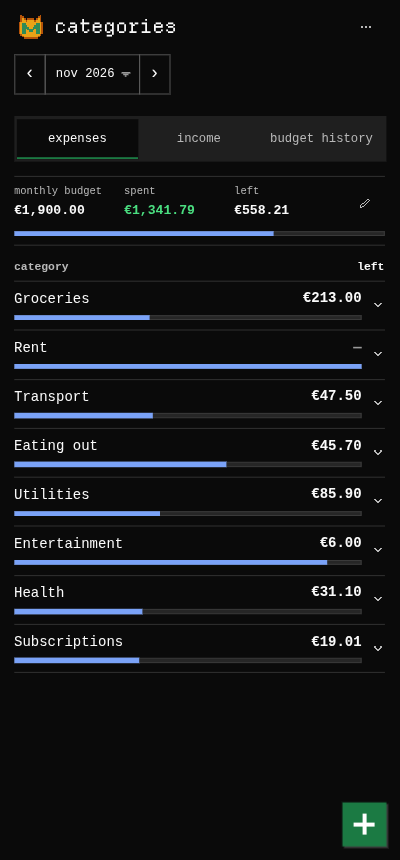 categories
nov 2026
expenses income budget history
monthly budget spent left
€1,900.00 €1,341.79 €558.21
category left
Groceries €213.00
Rent —
Transport €47.50
Eating out €45.70
Utilities €85.90
Entertainment €6.00
Health €31.10
Subscriptions €19.01